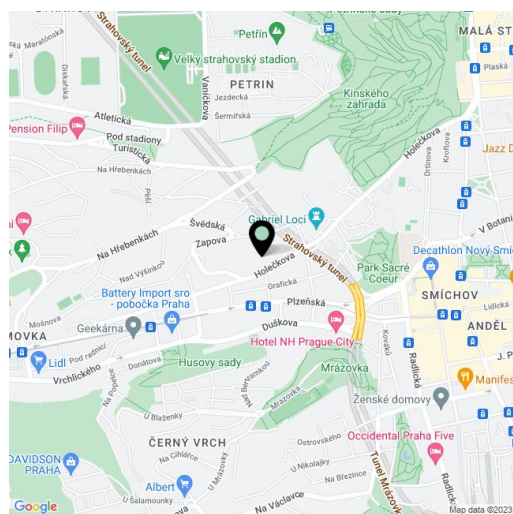 Maratónská
Diskařská
Strahovský tunel
Petřín
Velký strahovský stadion
Vaníčkova
PETRIN
Jezdecká
Šermířská
Kinského
zahrada
MALÁ ST
Plaská
Atletická
Pension Filip
Pod stadiony
Turistická
Na Hřebenkách
Pěší
Holečkova
Drtinova
Kroftova
Jazz D
Gabriel Loci
V Botani
Švédská
Zapova
Na Hřebenkách
Strahovský tunel
Nad Výšinkou
Holečkova
Park Sacré
Coeur
Decathlon Nový Smíc
Grafická
Battery Import sro
- pobočka Praha
Plzeňská
SMÍCHOV
Lidická
Mošnova
Geekárna
Duškova
ANDĚL
MOVKA
Lidl
Pod radnicí
Donátova
Hotel NH Prague City
Kováků
Radlická
J. P
Vrchlického
Husovy sady
Bertramkou
Nad
Mrázovka
Manifes
Na Popelce
Mrázovka
Ženské domovy
U Blaženky
ČERNÝ VRCH
Na Cihlářce
U Mrázovky
Ostrovského
Occidental Praha Five
DAVIDSON
PRAHA
Albert
U Nikolajky
Na Březince
U Šalamounky
Na Václavce
Tunel Mrázovka
Radlick
Google
Map data ©2023